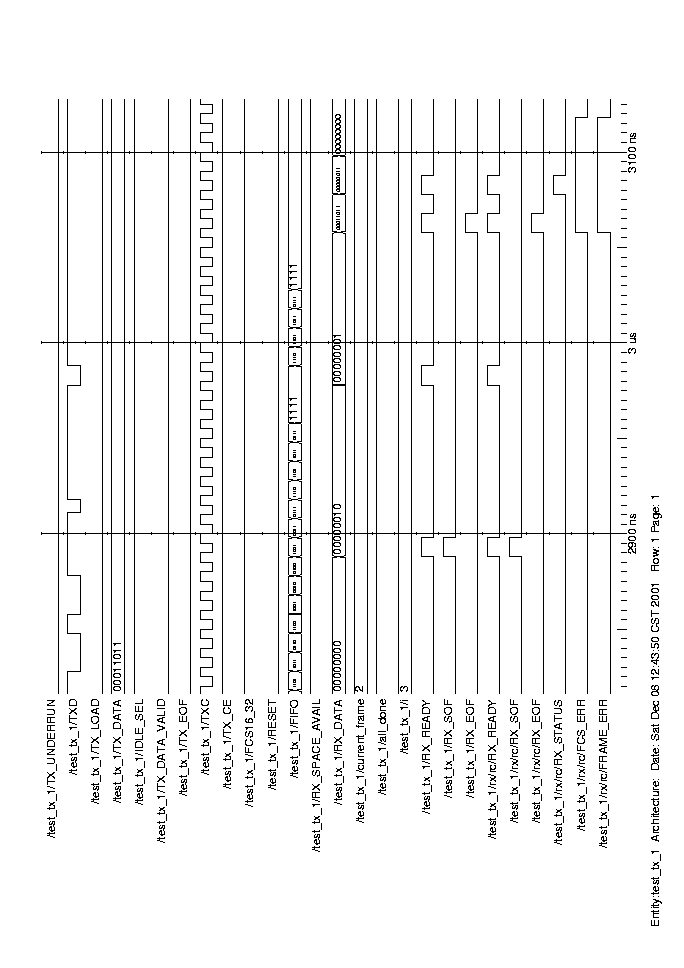 /test_tx_1/TX_UNDERRUN
/test_tx_1/TXD
/test_tx_1/TX_LOAD
/test_tx_1/TX_DATA 00011011
/test_tx_1/IDLE_SEL
/test_tx_1/TX_DATA_VALID
/test_tx_1/TX_EOF
/test_tx_1/TXC
/test_tx_1/TX_CE
/test_tx_1/FCS16_32
/test_tx_1/RESET
/test_tx_1/FIFO 1111 1111
/test_tx_1/RX_SPACE_AVAIL
/test_tx_1/RX_DATA 00000000 00000010 00000001 00000000
/test_tx_1/current_frame 2
/test_tx_1/all_done
/test_tx_1/i 3
/test_tx_1/RX_READY
/test_tx_1/RX_SOF
/test_tx_1/RX_EOF
/test_tx_1/rx/rc/RX_READY
/test_tx_1/rx/rc/RX_SOF
/test_tx_1/rx/rc/RX_EOF
/test_tx_1/rx/rc/RX_STATUS
/test_tx_1/rx/rc/FCS_ERR
/test_tx_1/rx/rc/FRAME_ERR
2900 ns 3 us 3100 ns
Entity:test_tx_1 Architecture: Date: Sat Dec 08 12:43:50 CST 2001 Row: 1 Page: 1